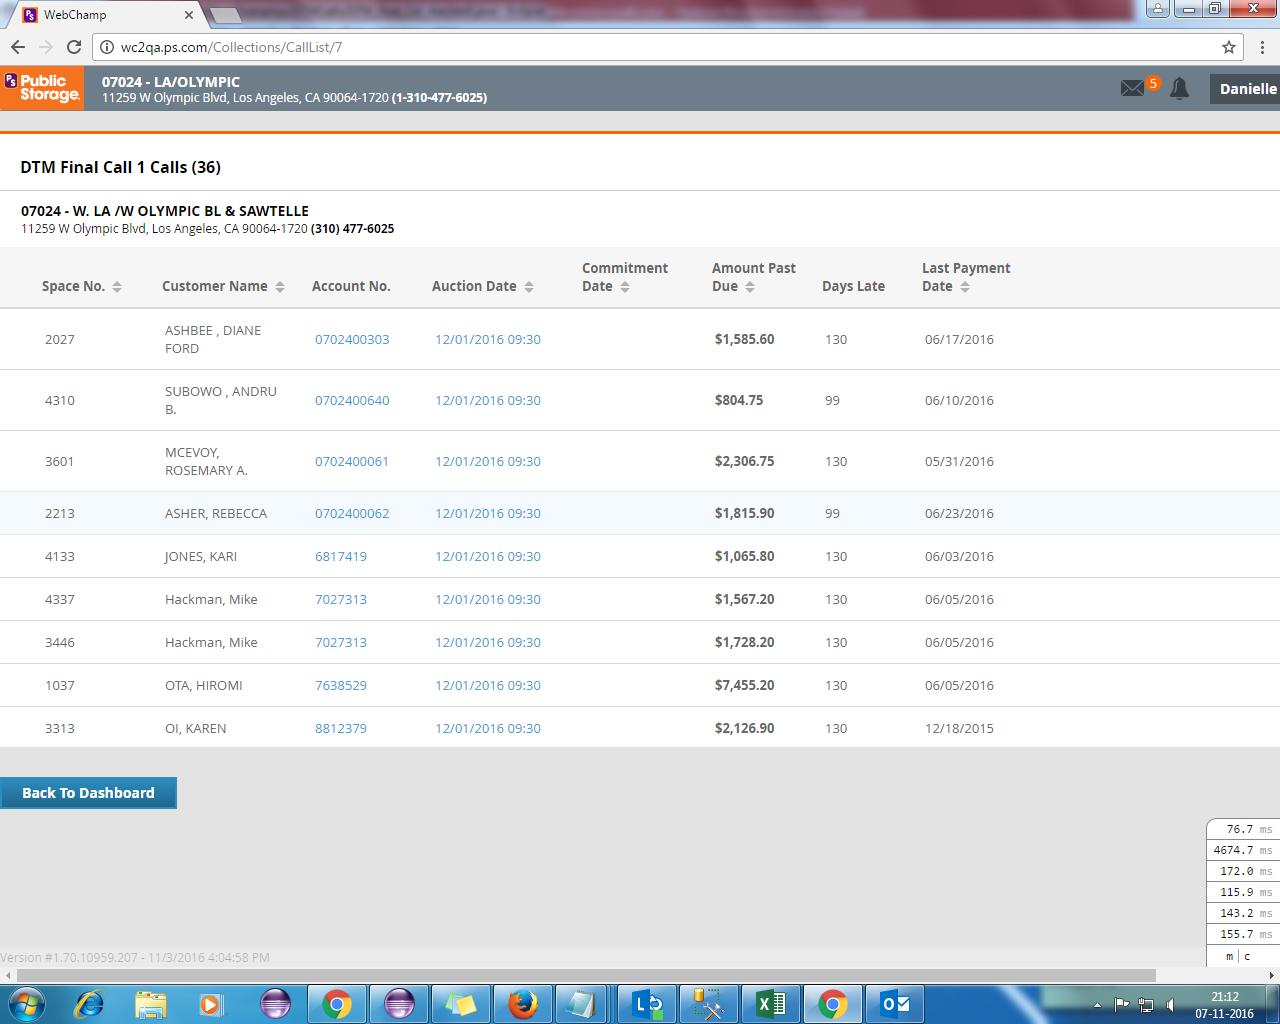 WebChamp
wc2qa.ps.com/Collections/CallList/7
PS Public Storage.
07024 - LA/OLYMPIC
11259 W Olympic Blvd, Los Angeles, CA 90064-1720 (1-310-477-6025)
5
Danielle
DTM Final Call 1 Calls (36)
07024 - W. LA /W OLYMPIC BL & SAWTELLE
11259 W Olympic Blvd, Los Angeles, CA 90064-1720 (310) 477-6025
Space No. Customer Name Account No. Auction Date Commitment Date Amount Past Due Days Late Last Payment Date
2027 ASHBEE , DIANE FORD 0702400303 12/01/2016 09:30 $1,585.60 130 06/17/2016
4310 SUBOWO , ANDRU B. 0702400640 12/01/2016 09:30 $804.75 99 06/10/2016
3601 MCEVOY, ROSEMARY A. 0702400061 12/01/2016 09:30 $2,306.75 130 05/31/2016
2213 ASHER, REBECCA 0702400062 12/01/2016 09:30 $1,815.90 99 06/23/2016
4133 JONES, KARI 6817419 12/01/2016 09:30 $1,065.80 130 06/03/2016
4337 Hackman, Mike 7027313 12/01/2016 09:30 $1,567.20 130 06/05/2016
3446 Hackman, Mike 7027313 12/01/2016 09:30 $1,728.20 130 06/05/2016
1037 OTA, HIROMI 7638529 12/01/2016 09:30 $7,455.20 130 06/05/2016
3313 OI, KAREN 8812379 12/01/2016 09:30 $2,126.90 130 12/18/2015
Back To Dashboard
76.7 ms
4674.7 ms
172.0 ms
115.9 ms
143.2 ms
155.7 ms
m c
Version #1.70.10959.207 - 11/3/2016 4:04:58 PM
21:12
07-11-2016